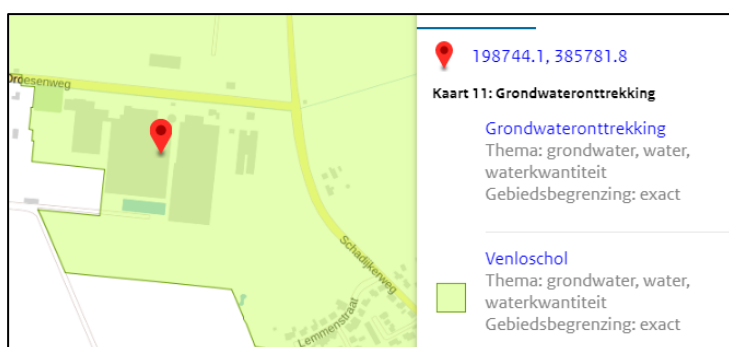 Droesenweg
Schadijkerweg
Lemmenstraat
198744.1, 385781.8
Kaart 11: Grondwateronttrekking
Grondwateronttrekking
Thema: grondwater, water,
waterkwantiteit
Gebiedsbegrenzing: exact
Venloschol
Thema: grondwater, water,
waterkwantiteit
Gebiedsbegrenzing: exact